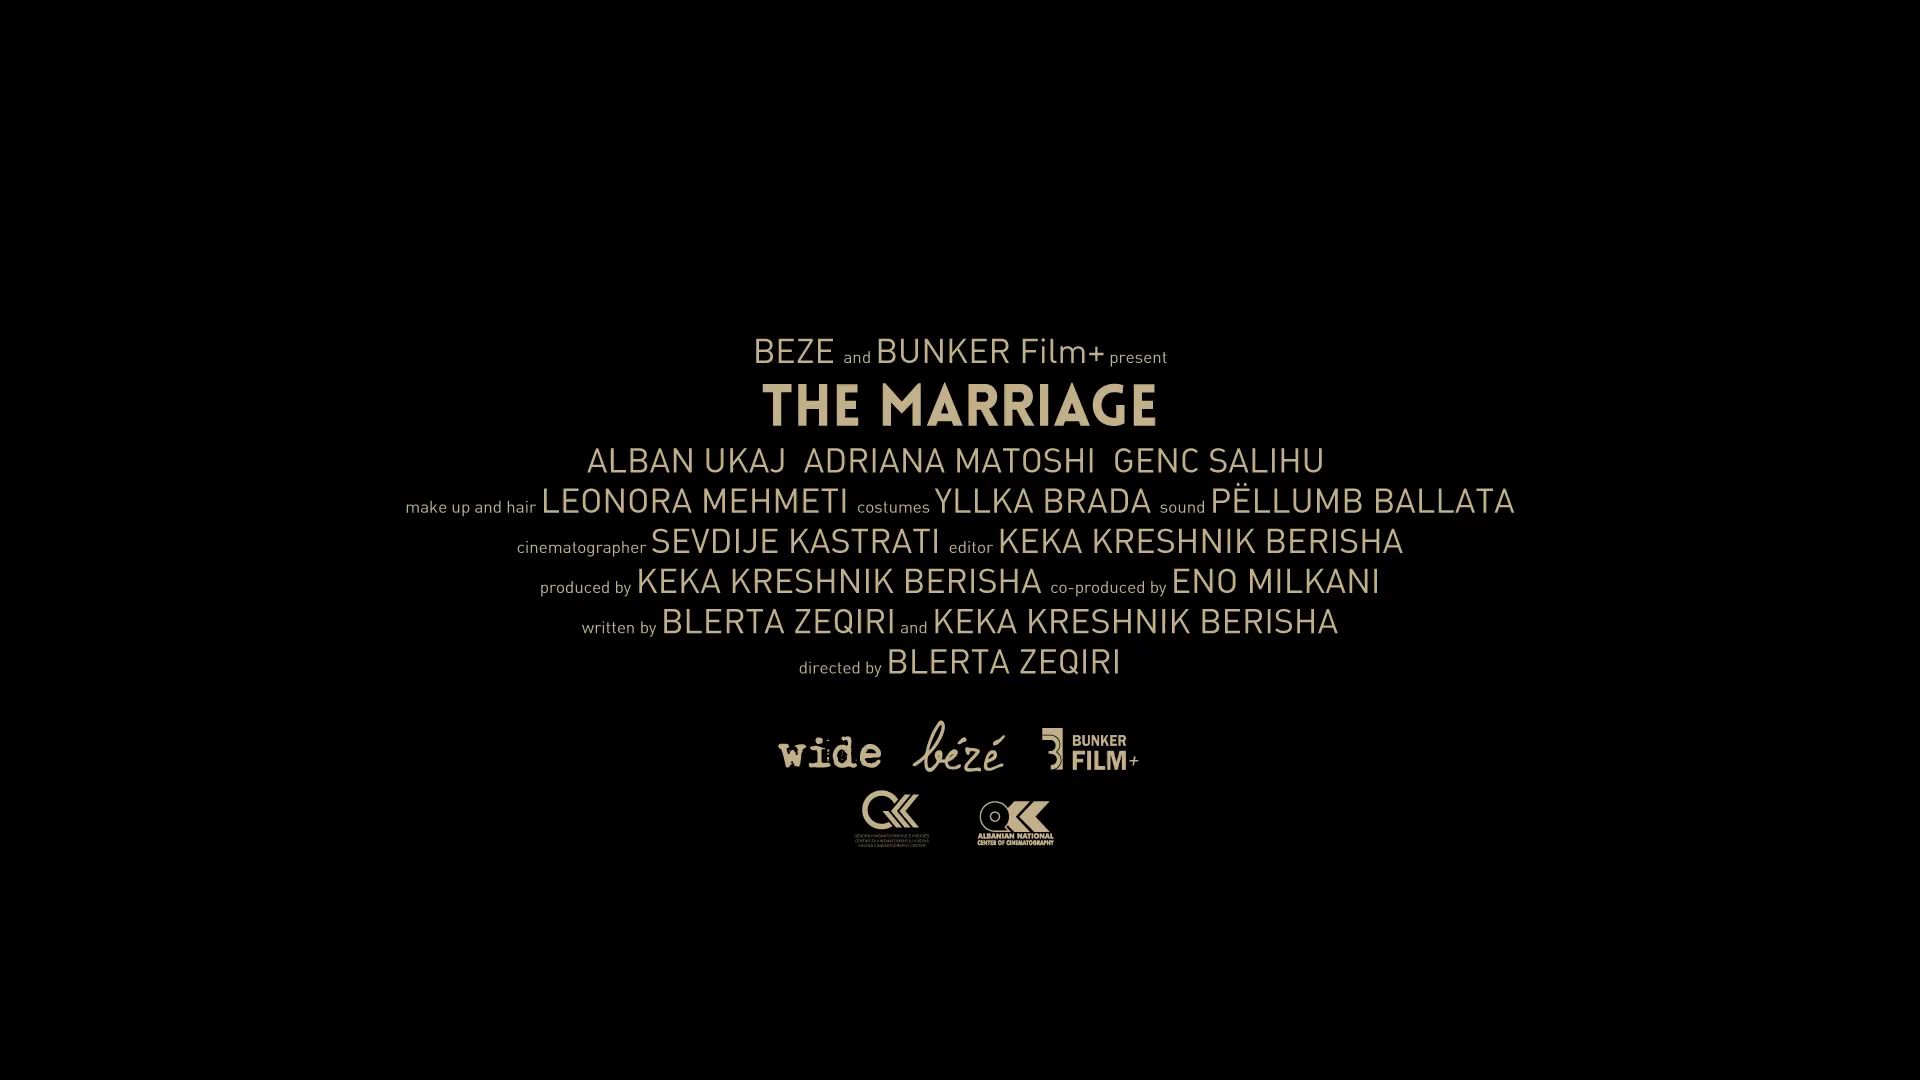 BEZE and BUNKER Film+ present
THE MARRIAGE
ALBAN UKAJ ADRIANA MATOSHI GENC SALIHU
make up and hair LEONORA MEHMETI costumes YLLKA BRADA sound PËLLUMB BALLATA
cinematographer SEVDIJE KASTRATI editor KEKA KRESHNIK BERISHA
produced by KEKA KRESHNIK BERISHA co-produced by ENO MILKANI
written by BLERTA ZEQIRI and KEKA KRESHNIK BERISHA
directed by BLERTA ZEQIRI
wide bézé BUNKER
FILM+
ALBANIAN NATIONAL
CENTER OF CINEMATOGRAPHY